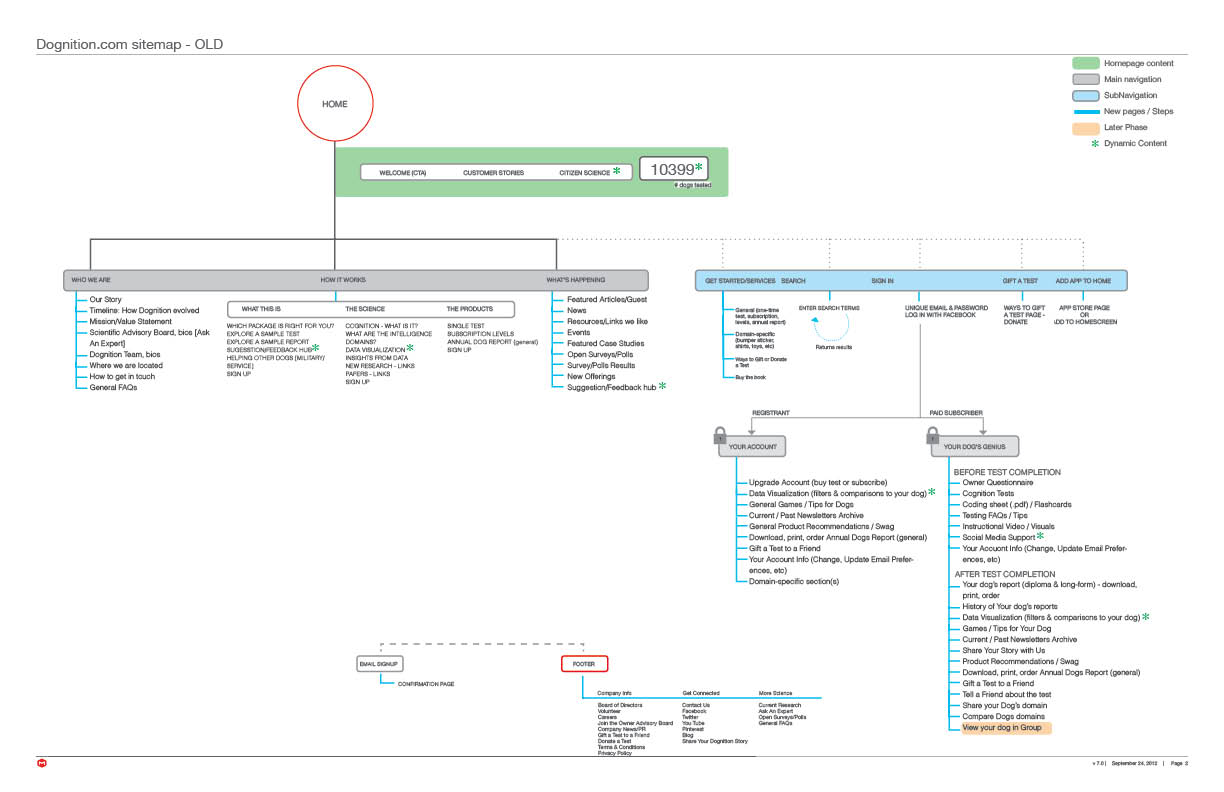 Dognition.com sitemap - OLD
Homepage content
Main navigation
SubNavigation
New pages / Steps
Later Phase
* Dynamic Content
HOME
WELCOME (CTA)
CUSTOMER STORIES
CITIZEN SCIENCE *
10399*
# dogs tested
WHO WE ARE
HOW IT WORKS
WHAT'S HAPPENING
Our Story
Timeline: How Dognition evolved
Mission/Value Statement
Scientific Advisory Board, bios [Ask
An Expert]
Dognition Team, bios
Where we are located
How to get in touch
General FAQs
WHAT THIS IS
THE SCIENCE
THE PRODUCTS
WHICH PACKAGE IS RIGHT FOR YOU?
EXPLORE A SAMPLE TEST
EXPLORE A SAMPLE REPORT
SUGESSTION/FEEDBACK HUB*
HELPING OTHER DOGS (MILITARY/
SERVICE)
SIGN UP
COGNITION - WHAT IS IT?
WHAT ARE THE INTELLIGENCE
DOMAINS?
DATA VISUALIZATION *
INSIGHTS FROM DATA
NEW RESEARCH - LINKS
PAPERS - LINKS
SIGN UP
SINGLE TEST
SUBSCRIPTION LEVELS
ANNUAL DOG REPORT (general)
SIGN UP
Featured Articles/Guest
News
Resources/Links we like
Events
Featured Case Studies
Open Surveys/Polls
Survey/Polls Results
New Offerings
Suggestion/Feedback hub *
GET STARTED/SERVICES
SEARCH
SIGN IN
GIFT A TEST
ADD APP TO HOME
General (one-time
test, subscription,
levels, annual report)
Domain-specific
(bumper sticker,
shirts, toys, etc)
Ways to Gift or Donate
a Test
Buy the book
ENTER SEARCH TERMS
Returns results
UNIQUE EMAIL & PASSWORD
LOG IN WITH FACEBOOK
WAYS TO GIFT
A TEST PAGE -
DONATE
APP STORE PAGE
OR
ADD TO HOMESCREEN
REGISTRANT
PAID SUBSCRIBER
YOUR ACCOUNT
YOUR DOG'S GENIUS
Upgrade Account (buy test or subscribe)
Data Visualization (filters & comparisons to your dog) *
General Games / Tips for Dogs
Current / Past Newsletters Archive
General Product Recommendations / Swag
Download, print, order Annual Dogs Report (general)
Gift a Test to a Friend
Your Account Info (Change, Update Email Prefer-
ences, etc)
Domain-specific section(s)
BEFORE TEST COMPLETION
Owner Questionnaire
Cognition Tests
Coding sheet (.pdf) / Flashcards
Testing FAQs / Tips
Instructional Video / Visuals
Social Media Support *
Your Account Info (Change, Update Email Prefer-
ences, etc)
AFTER TEST COMPLETION
Your dog's report (diploma & long-form) - download,
print, order
History of Your dog's reports
Data Visualization (filters & comparisons to your dog) *
Games / Tips for Your Dog
Current / Past Newsletters Archive
Share Your Story with Us
Product Recommendations / Swag
Download, print, order Annual Dogs Report (general)
Gift a Test to a Friend
Tell a Friend about the test
Share your Dog's domain
Compare Dogs domains
View your dog in Group
EMAIL SIGNUP
CONFIRMATION PAGE
FOOTER
Company Info
Get Connected
More Science
Board of Directors
Volunteer
Careers
Join the Owner Advisory Board
Company News/PR
Gift a Test to a Friend
Donate a Test
Terms & Conditions
Privacy Policy
Contact Us
Facebook
Twitter
You Tube
Pinterest
Blog
Share Your Dognition Story
Current Research
Ask An Expert
Open Surveys/Polls
General FAQs
v 7.0 | September 24, 2012 | Page 2